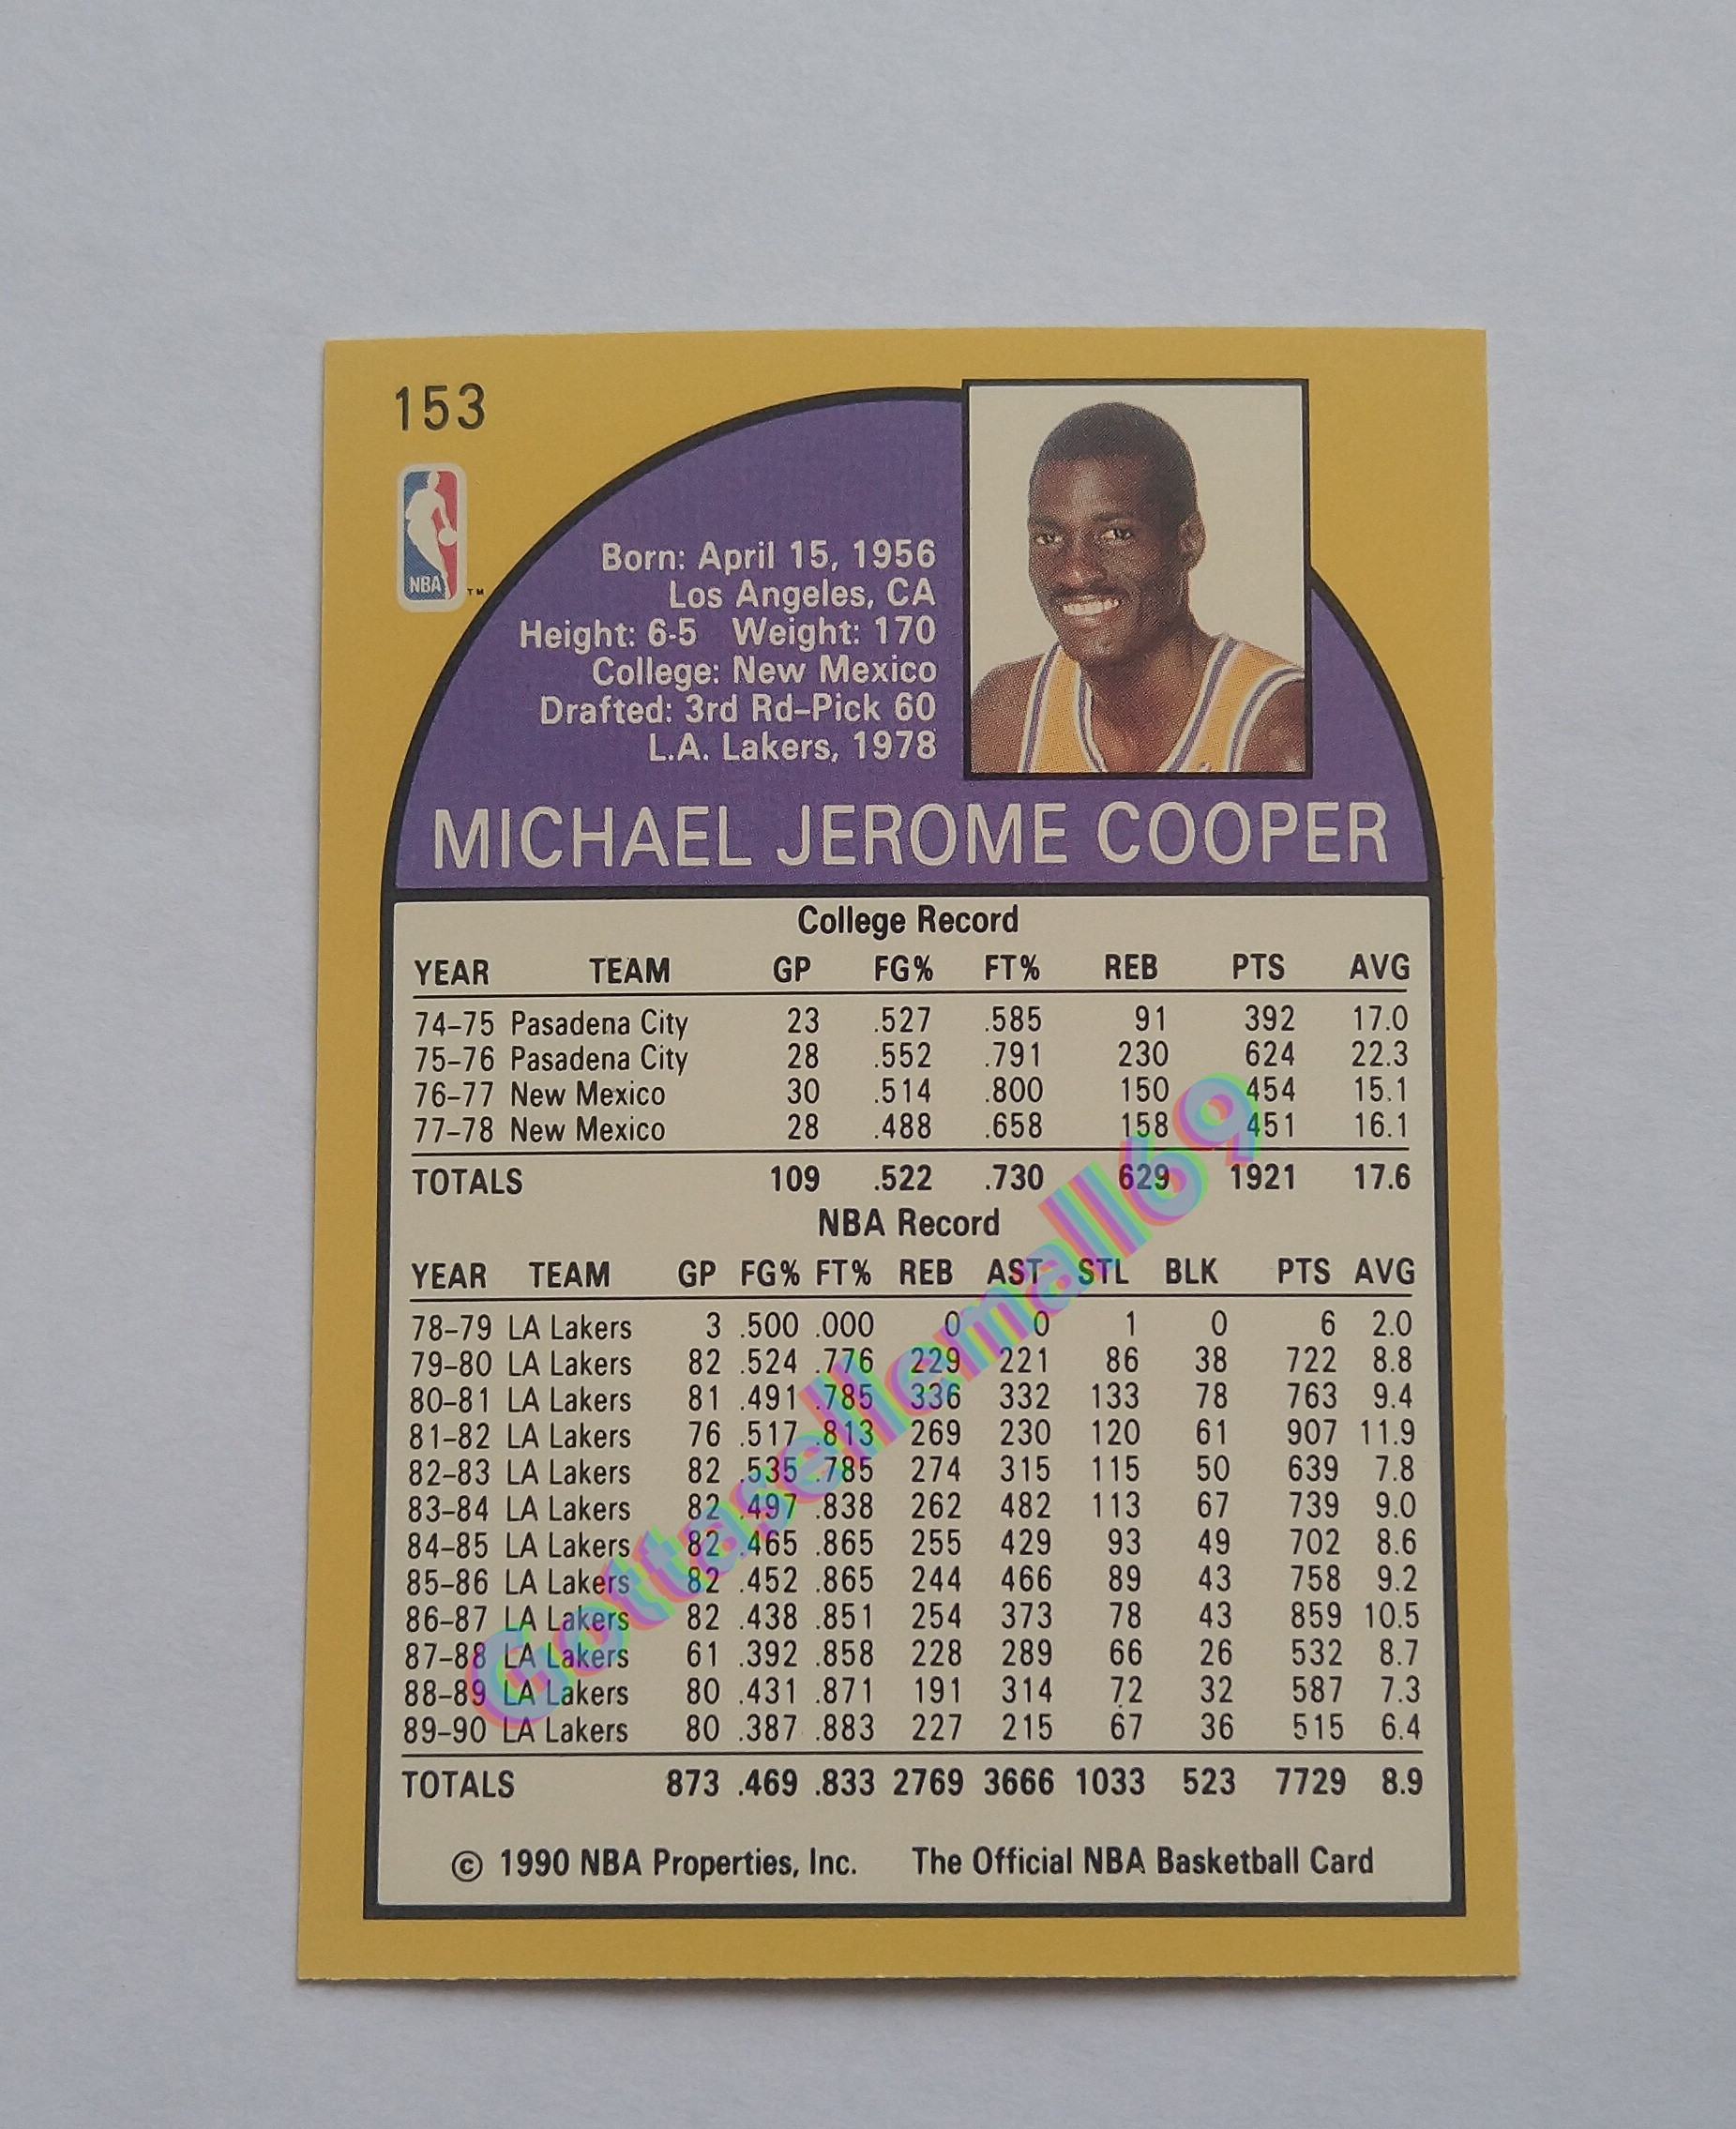 153
NBA
TM
Born: April 15, 1956
Los Angeles, CA
Height: 6-5 Weight: 170
College: New Mexico
Drafted: 3rd Rd–Pick 60
L.A. Lakers, 1978
MICHAEL JEROME COOPER
College Record
YEAR TEAM GP FG% FT% REB PTS AVG
74–75 Pasadena City 23 .527 .585 91 392 17.0
75–76 Pasadena City 28 .552 .791 230 624 22.3
76–77 New Mexico 30 .514 .800 150 454 15.1
77–78 New Mexico 28 .488 .658 158 451 16.1
TOTALS 109 .522 .730 629 1921 17.6
NBA Record
YEAR TEAM GP FG% FT% REB AST STL BLK PTS AVG
78–79 LA Lakers 3 .500 .000 0 0 1 0 6 2.0
79–80 LA Lakers 82 .524 .776 229 221 86 38 722 8.8
80–81 LA Lakers 81 .491 .785 336 332 133 78 763 9.4
81–82 LA Lakers 76 .517 .813 269 230 120 61 907 11.9
82–83 LA Lakers 82 .535 .785 274 315 115 50 639 7.8
83–84 LA Lakers 82 .497 .838 262 482 113 67 739 9.0
84–85 LA Lakers 82 .465 .865 255 429 93 49 702 8.6
85–86 LA Lakers 82 .452 .865 244 466 89 43 758 9.2
86–87 LA Lakers 82 .438 .851 254 373 78 43 859 10.5
87–88 LA Lakers 61 .392 .858 228 289 66 26 532 8.7
88–89 LA Lakers 80 .431 .871 191 314 72 32 587 7.3
89–90 LA Lakers 80 .387 .883 227 215 67 36 515 6.4
TOTALS 873 .469 .833 2769 3666 1033 523 7729 8.9
© 1990 NBA Properties, Inc. The Official NBA Basketball Card
Gottasellemall69